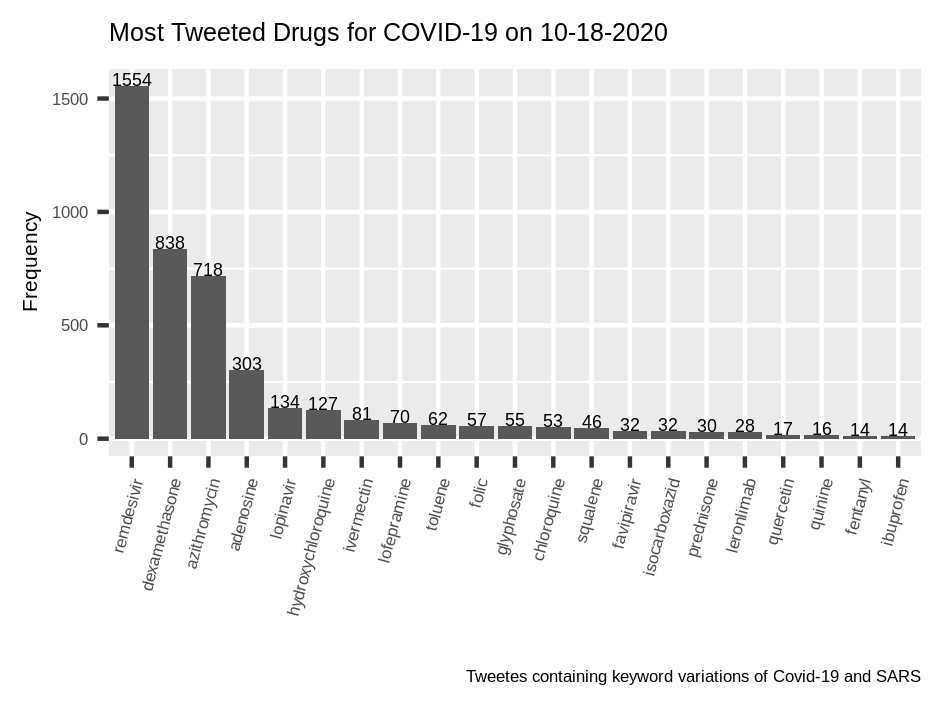 Most Tweeted Drugs for COVID-19 on 10-18-2020
Frequency
1500
1000
500
0
1554
838
718
303
134
127
81
70
62
57
55
53
46
32
32
30
28
17
16
14
14
remdesivir
dexamethasone
azithromycin
adenosine
lopinavir
hydroxychloroquine
ivermectin
lofepramine
toluene
folic
glyphosate
chloroquine
squalene
favipiravir
isocarboxazid
prednisone
leronlimab
quercetin
quinine
fentanyl
ibuprofen
Tweetes containing keyword variations of Covid-19 and SARS